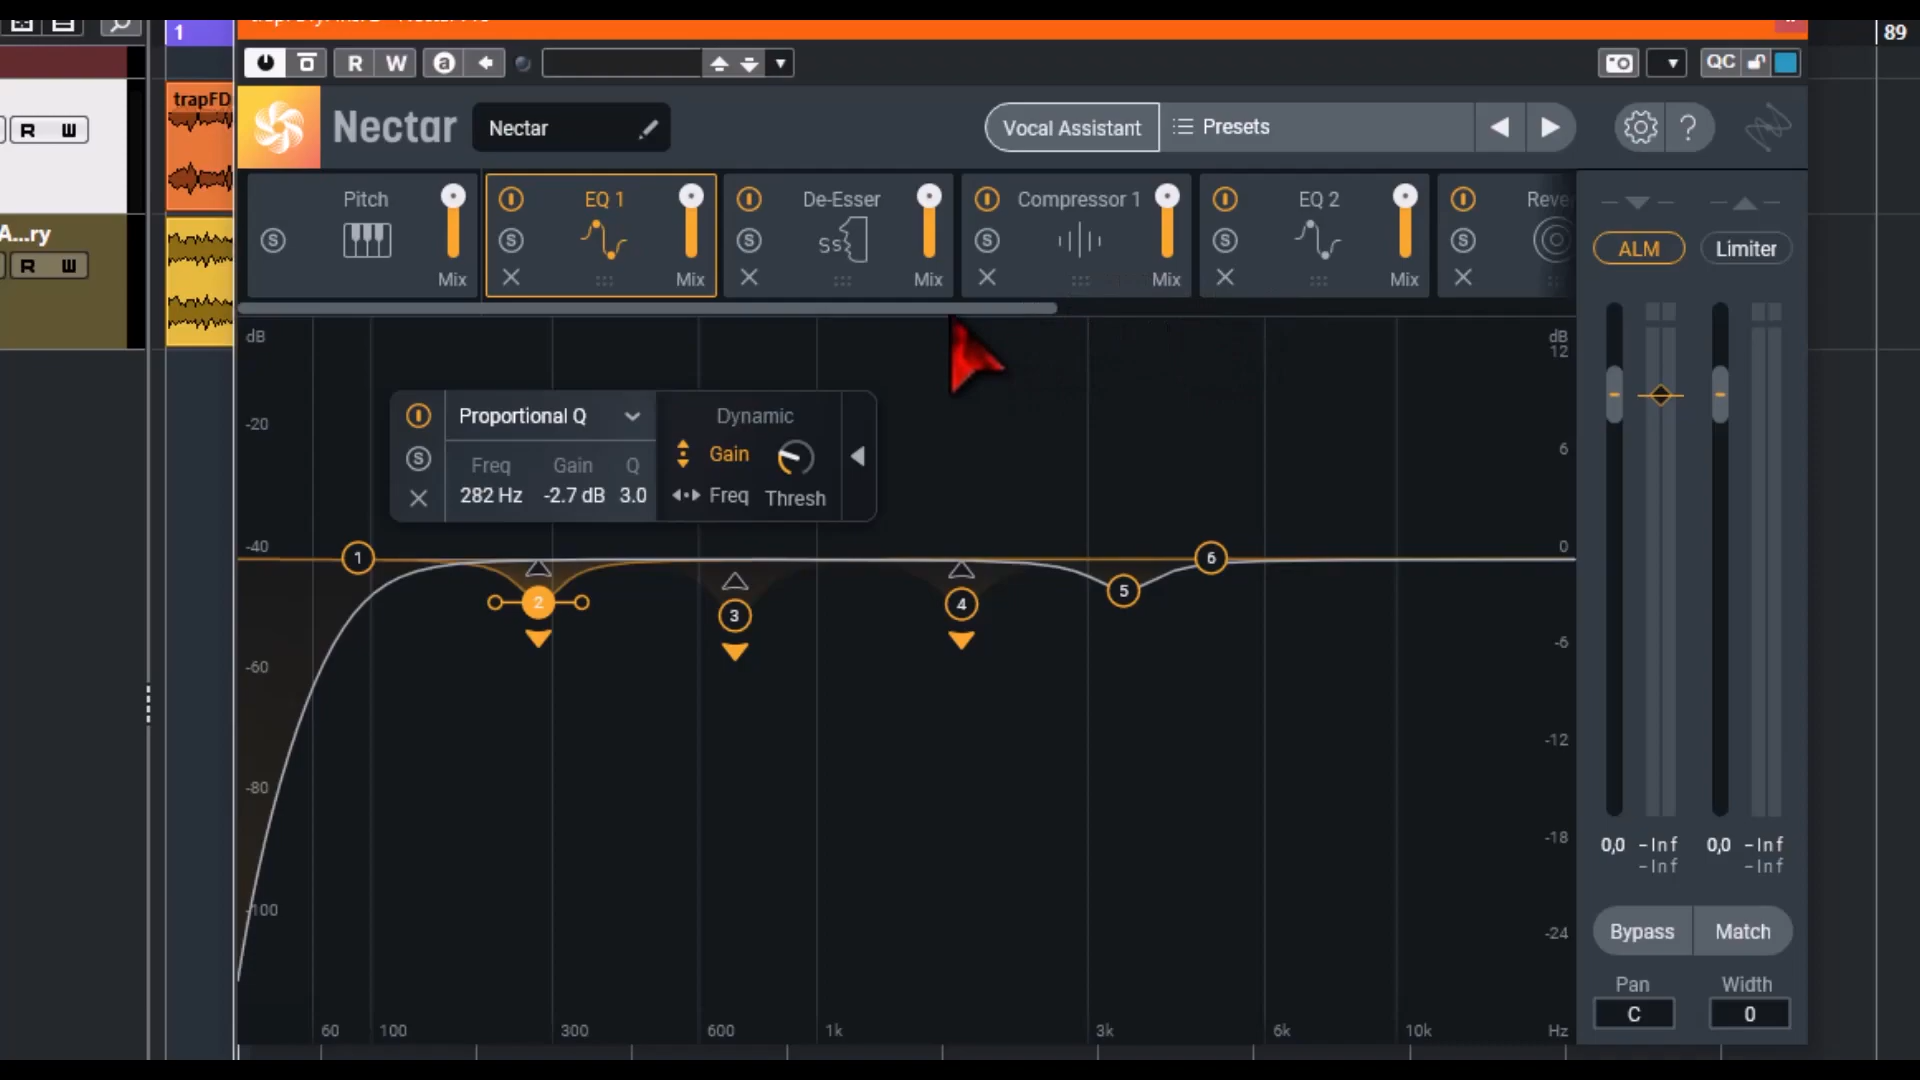 1
89
R W
QC
trapFD
R W
Nectar
Nectar
Vocal Assistant
Presets
?
Pitch
EQ 1
De-Esser
Compressor 1
EQ 2
Reve
S
S
S
Ss
S
S
S
Mix
Mix
Mix
Mix
Mix
ALM
Limiter
A...ry
R W
dB
dB
12
-20
6
-40
0
-60
-6
-80
-12
-18
-100
-24
Proportional Q
Dynamic
S
Freq
Gain
Q
282 Hz
-2.7 dB
3.0
Gain
Freq
Thresh
1
2
3
4
5
6
60
100
300
600
1k
3k
6k
10k
Hz
0,0
-Inf
0,0
-Inf
-Inf
-Inf
Bypass
Match
Pan
Width
C
0